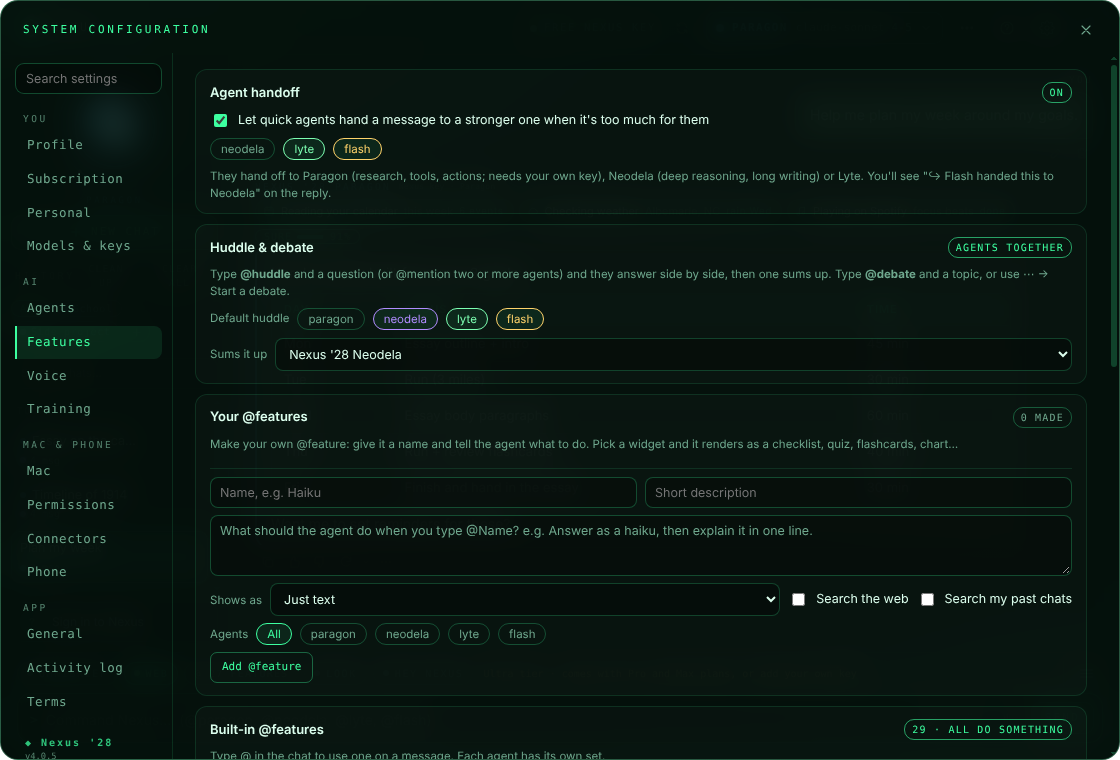 SYSTEM CONFIGURATION
×
Search settings
YOU
Profile
Subscription
Personal
Models & keys
AI
Agents
Features
Voice
Training
MAC & PHONE
Mac
Permissions
Connectors
Phone
APP
General
Activity log
Terms
◆ Nexus '28
v4.0.5
Agent handoff
ON
Let quick agents hand a message to a stronger one when it's too much for them
neodela lyte flash
They hand off to Paragon (research, tools, actions; needs your own key), Neodela (deep reasoning, long writing) or Lyte. You'll see "↪ Flash handed this to
Neodela" on the reply.
Huddle & debate
AGENTS TOGETHER
Type @huddle and a question (or @mention two or more agents) and they answer side by side, then one sums up. Type @debate and a topic, or use ⋯ →
Start a debate.
Default huddle paragon neodela lyte flash
Sums it up Nexus '28 Neodela
Your @features
0 MADE
Make your own @feature: give it a name and tell the agent what to do. Pick a widget and it renders as a checklist, quiz, flashcards, chart…
Name, e.g. Haiku
Short description
What should the agent do when you type @Name? e.g. Answer as a haiku, then explain it in one line.
Shows as Just text Search the web Search my past chats
Agents All paragon neodela lyte flash
Add @feature
Built-in @features
29 · ALL DO SOMETHING
Type @ in the chat to use one on a message. Each agent has its own set.